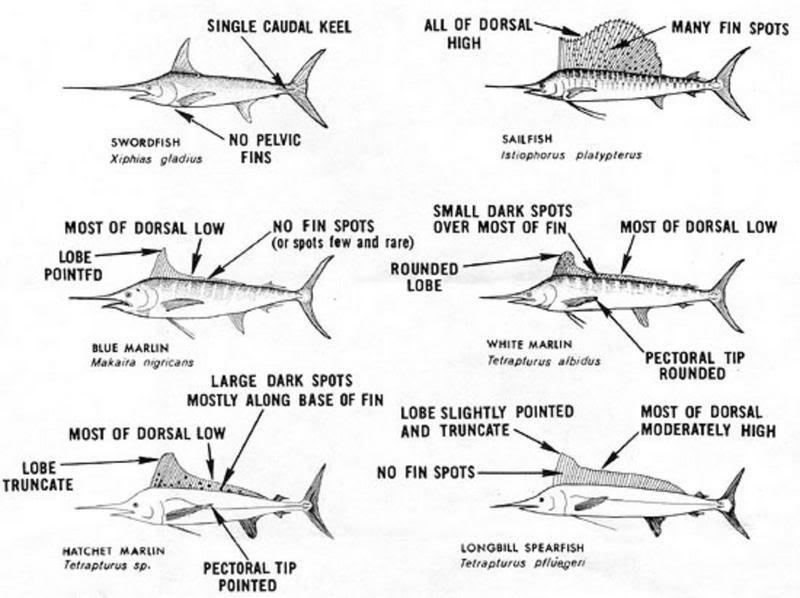 SINGLE CAUDAL KEEL
NO PELVIC
FINS
SWORDFISH
Xiphias gladius
ALL OF DORSAL
HIGH
MANY FIN SPOTS
SAILFISH
Istiophorus platypterus
MOST OF DORSAL LOW
NO FIN SPOTS
(or spots few and rare)
LOBE
POINTED
BLUE MARLIN
Makaira nigricans
SMALL DARK SPOTS
OVER MOST OF FIN
MOST OF DORSAL LOW
ROUNDED
LOBE
WHITE MARLIN
Tetrapturus albidus
PECTORAL TIP
ROUNDED
LARGE DARK SPOTS
MOSTLY ALONG BASE OF FIN
MOST OF DORSAL LOW
LOBE
TRUNCATE
HATCHET MARLIN
Tetrapturus sp.
PECTORAL TIP
POINTED
LOBE SLIGHTLY POINTED
AND TRUNCATE
MOST OF DORSAL
MODERATELY HIGH
NO FIN SPOTS
LONGBILL SPEARFISH
Tetrapturus pfluegeri